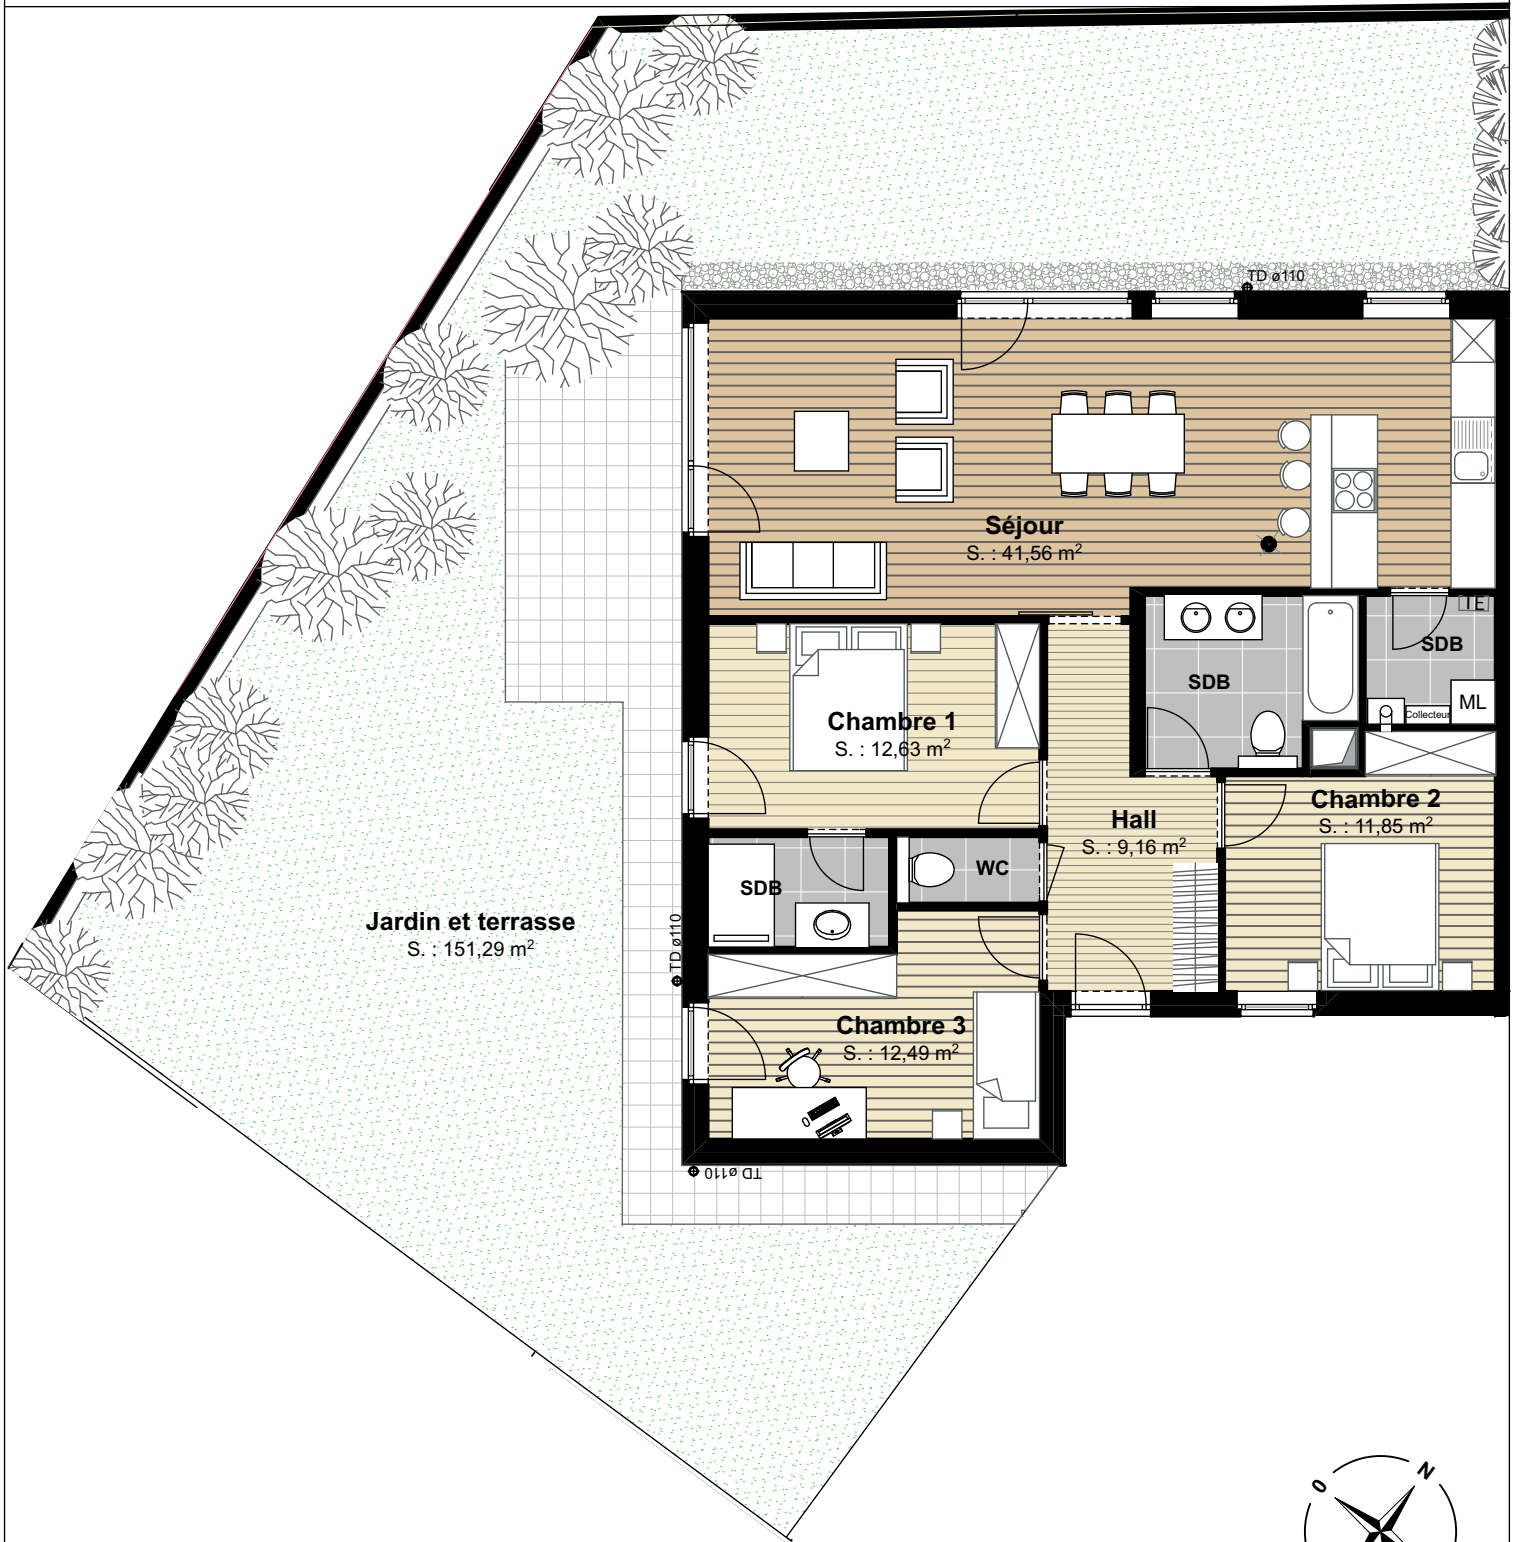 TD ø110
Séjour
S. : 41,56 m²
TE
SDB
SDB
ML
Collecteur
Chambre 1
S. : 12,63 m²
Chambre 2
S. : 11,85 m²
Hall
S. : 9,16 m²
WC
SDB
Jardin et terrasse
S. : 151,29 m²
TD ø110
Chambre 3
S. : 12,49 m²
TD ø110
N
O